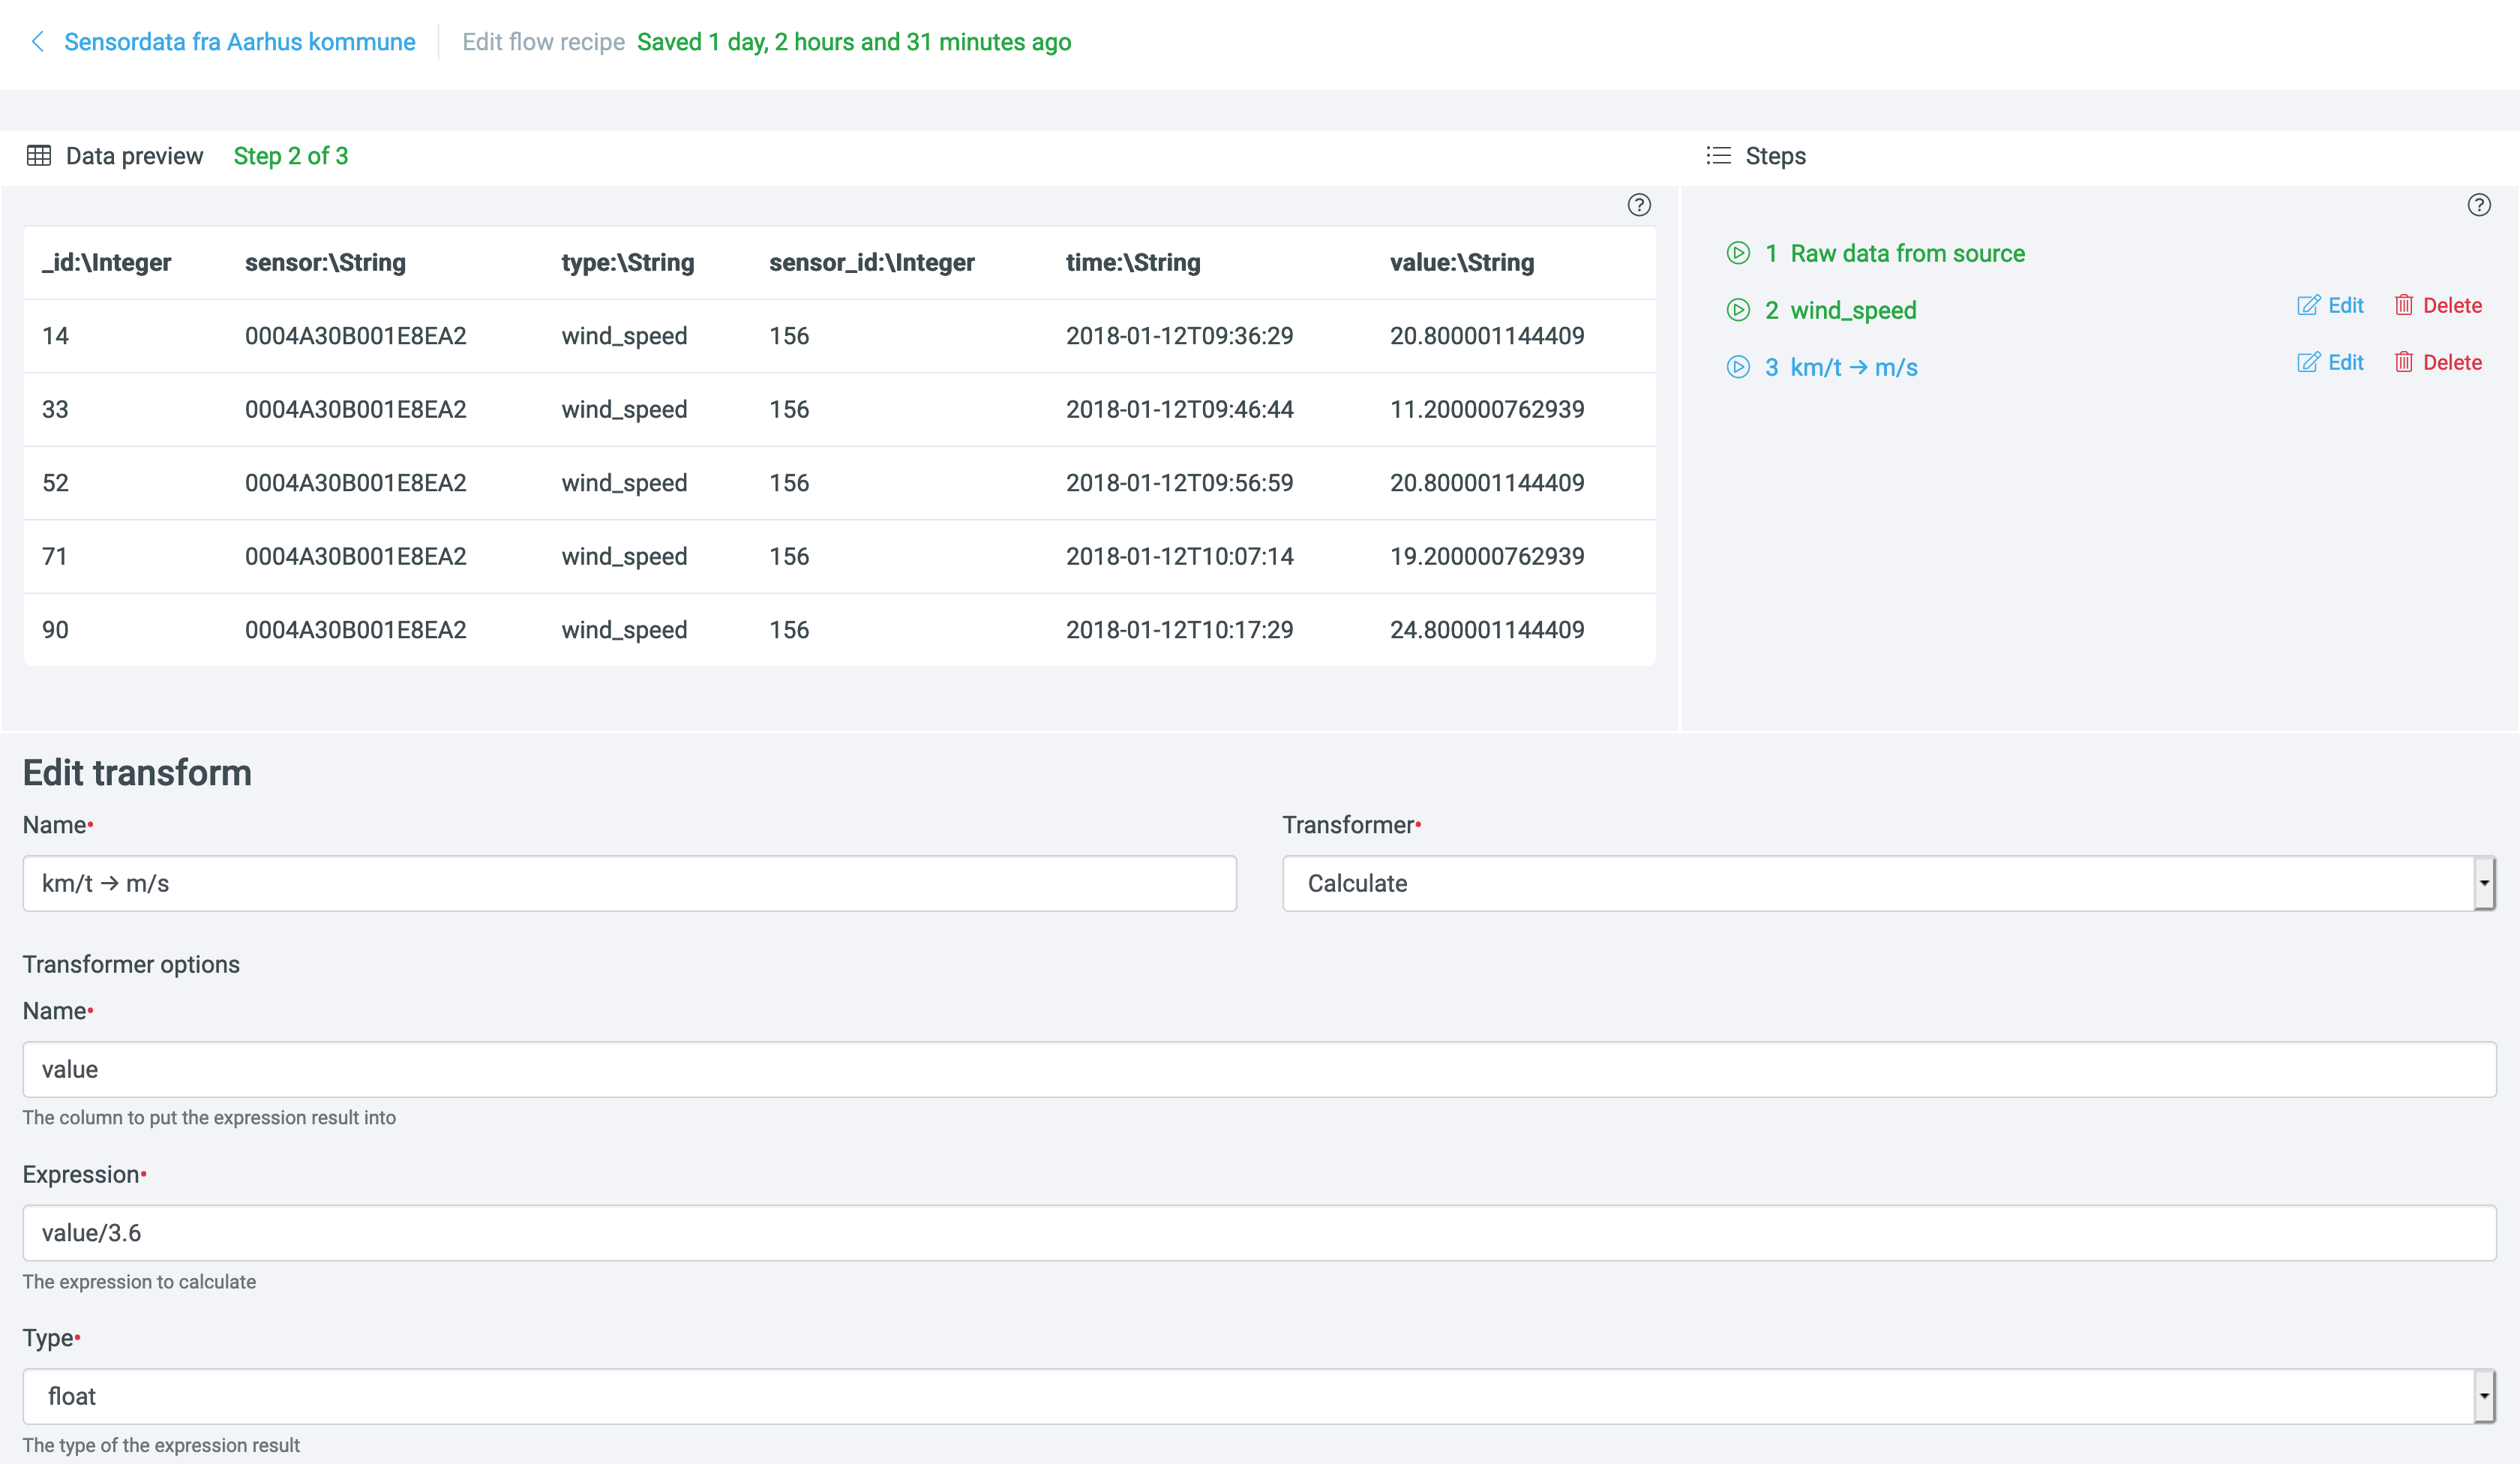 Sensordata fra Aarhus kommune Edit flow recipe Saved 1 day, 2 hours and 31 minutes ago
Data preview Step 2 of 3
_id:\Integer sensor:\String type:\String sensor_id:\Integer time:\String value:\String
14 0004A30B001E8EA2 wind_speed 156 2018-01-12T09:36:29 20.800001144409
33 0004A30B001E8EA2 wind_speed 156 2018-01-12T09:46:44 11.200000762939
52 0004A30B001E8EA2 wind_speed 156 2018-01-12T09:56:59 20.800001144409
71 0004A30B001E8EA2 wind_speed 156 2018-01-12T10:07:14 19.200000762939
90 0004A30B001E8EA2 wind_speed 156 2018-01-12T10:17:29 24.800001144409
Steps
1 Raw data from source
2 wind_speed Edit Delete
3 km/t → m/s Edit Delete
Edit transform
Name•
km/t → m/s
Transformer•
Calculate
Transformer options
Name•
value
The column to put the expression result into
Expression•
value/3.6
The expression to calculate
Type•
float
The type of the expression result